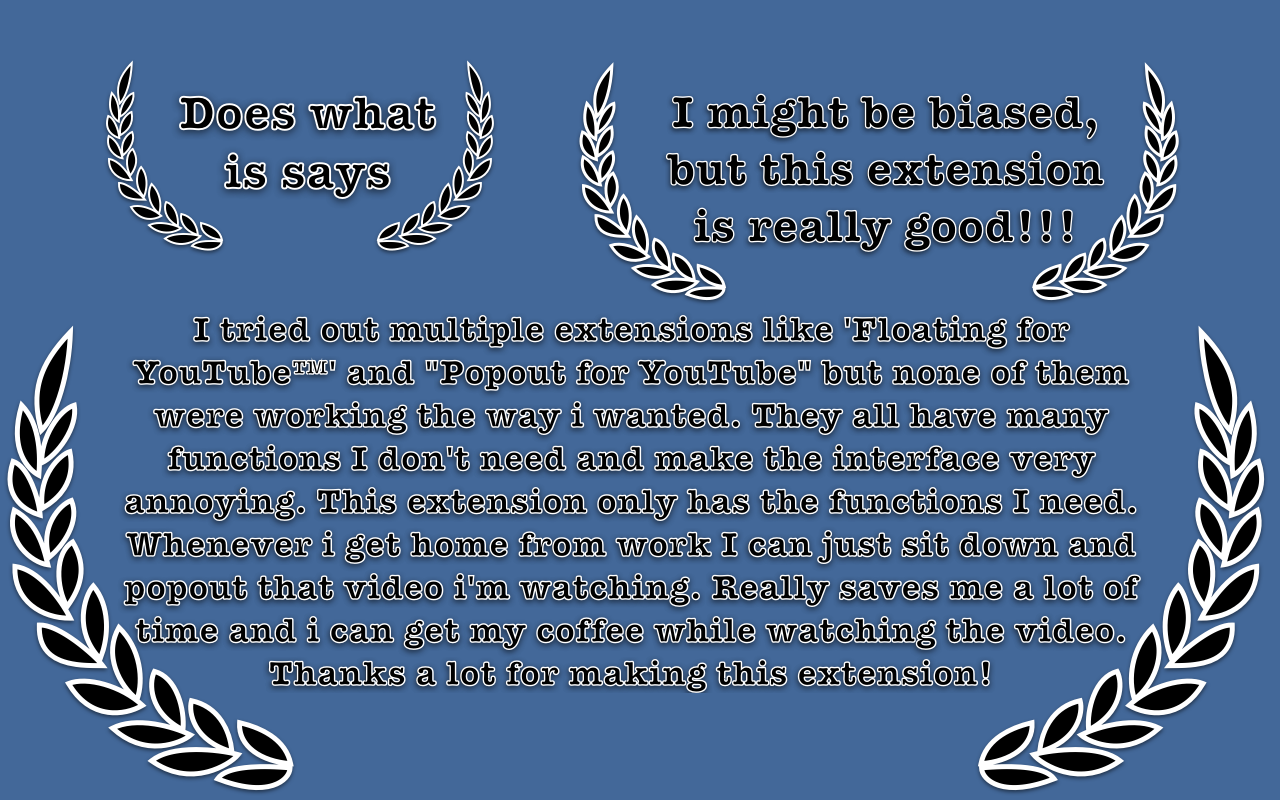 Does what
is says
I might be biased,
but this extension
is really good!!!
I tried out multiple extensions like 'Floating for
YouTube™' and "Popout for YouTube" but none of them
were working the way i wanted. They all have many
functions I don't need and make the interface very
annoying. This extension only has the functions I need.
Whenever i get home from work I can just sit down and
popout that video i'm watching. Really saves me a lot of
time and i can get my coffee while watching the video.
Thanks a lot for making this extension!